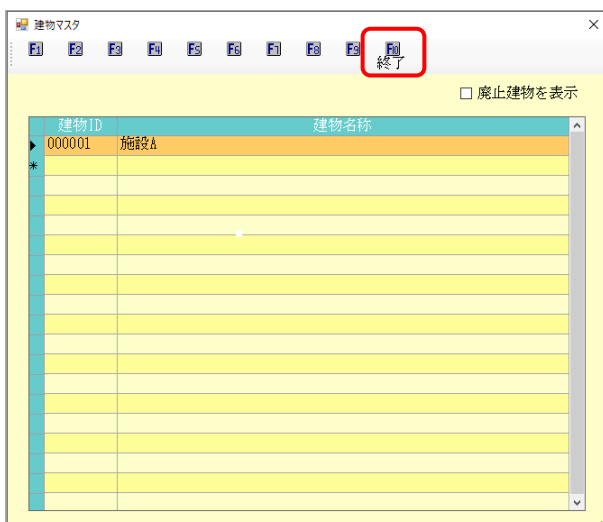 建物マスタ
F1 F2 F3 F4 F5 F6 F7 F8 F9 F10
終了
廃止建物を表示
建物ID 建物名称
000001 施設A